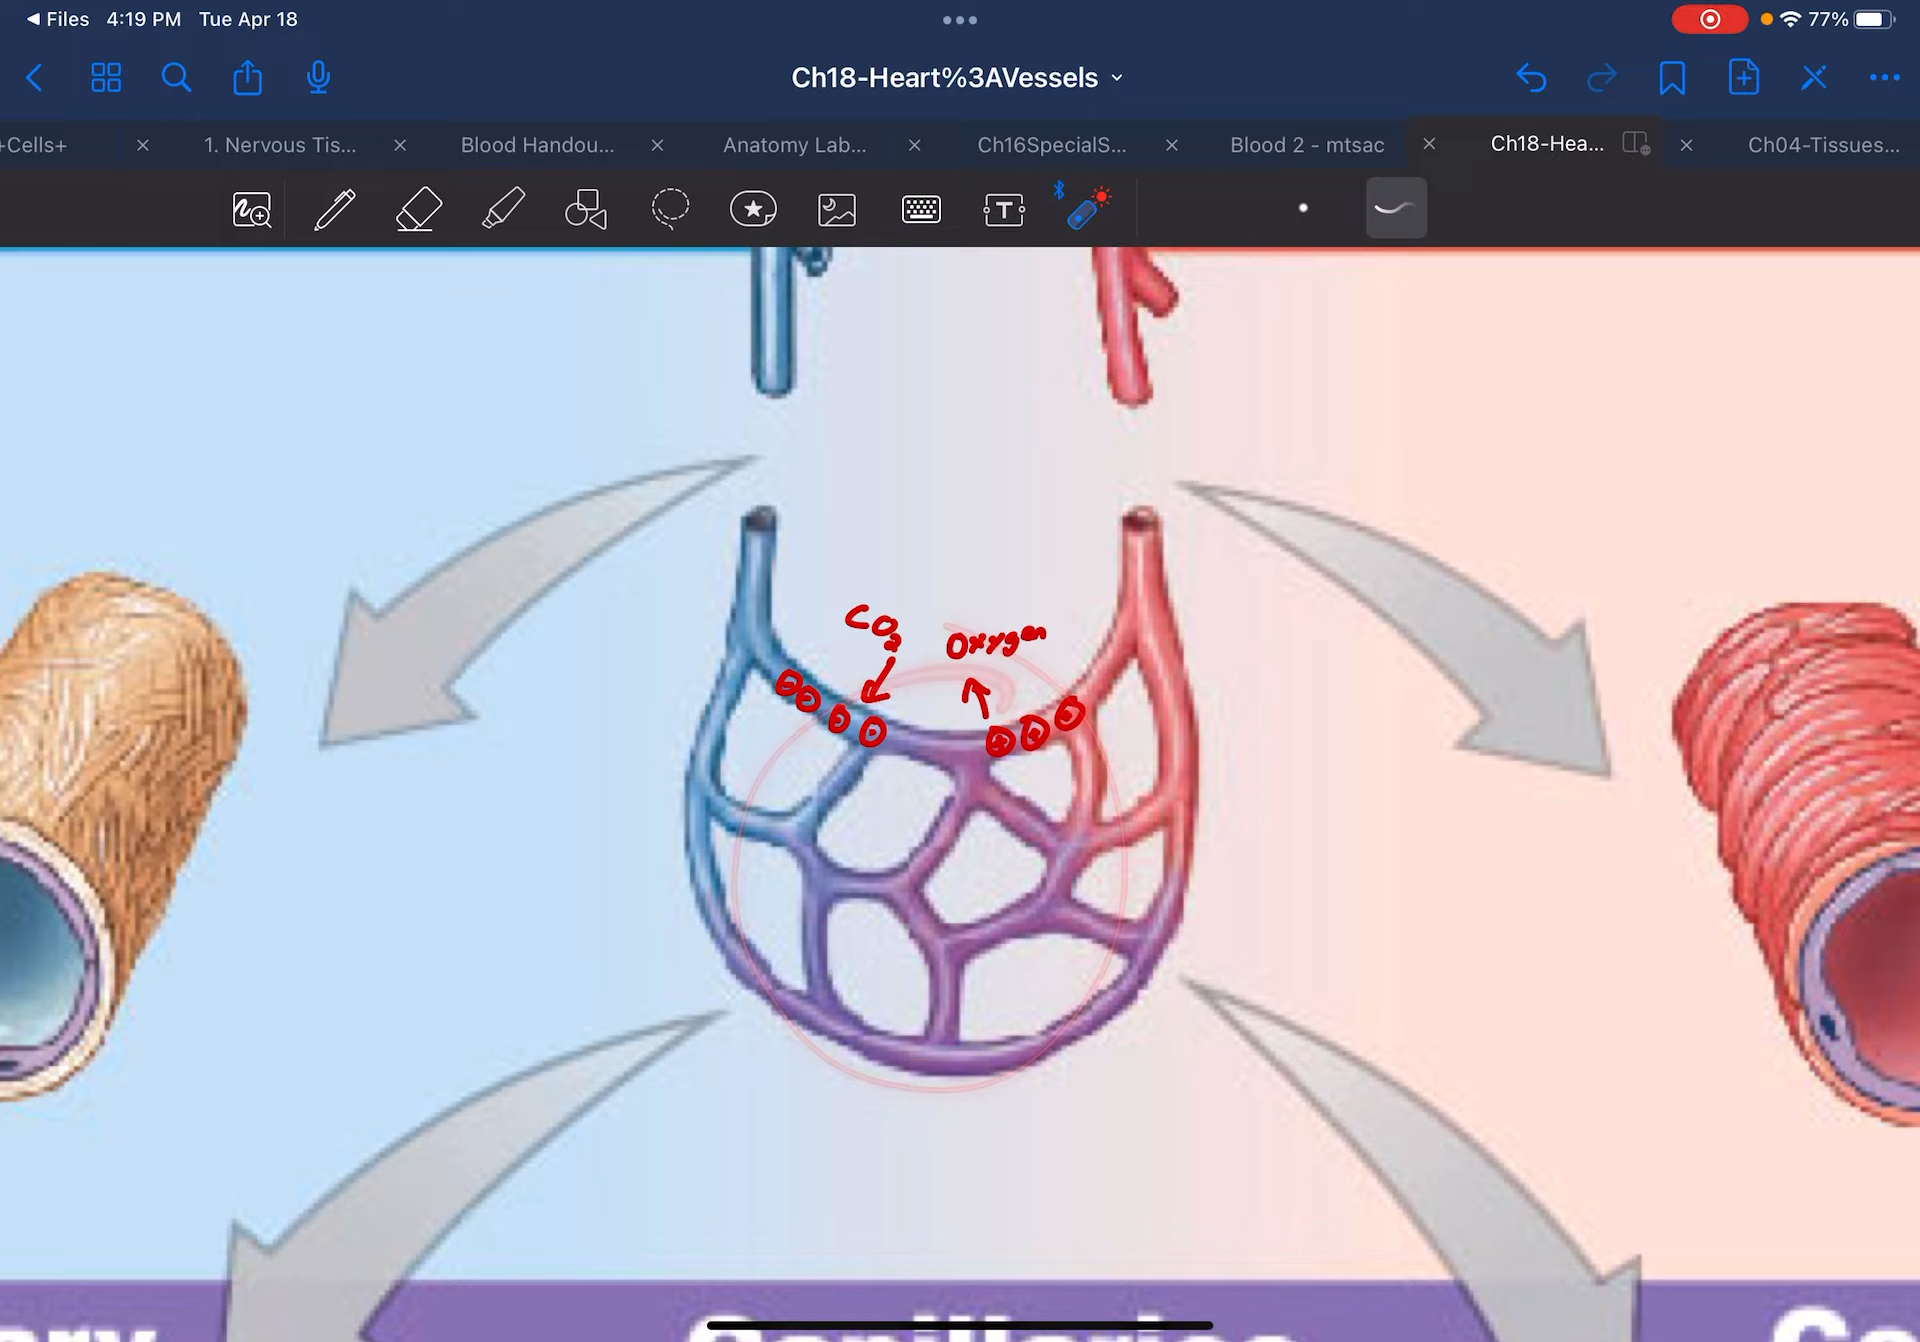 Files 4:19 PM Tue Apr 18
77%
Ch18-Heart%3AVessels
+Cells+
1. Nervous Tis...
Blood Handou...
Anatomy Lab...
Ch16SpecialS...
Blood 2 - mtsac
Ch18-Hea...
Ch04-Tissues...
T
CO2
Oxygen
Capillaries